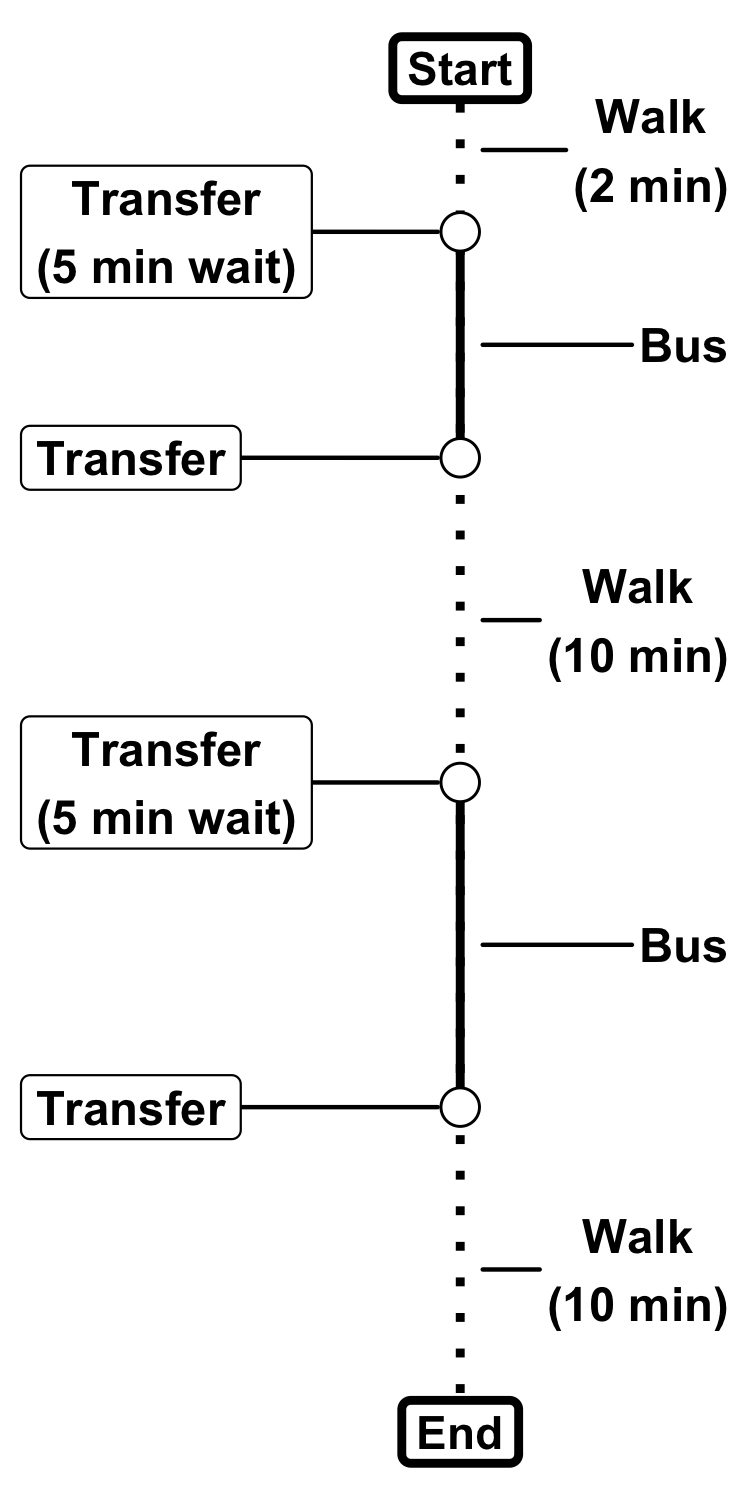 Start
Walk
(2 min)
Transfer
(5 min wait)
Bus
Transfer
Walk
(10 min)
Transfer
(5 min wait)
Bus
Transfer
Walk
(10 min)
End